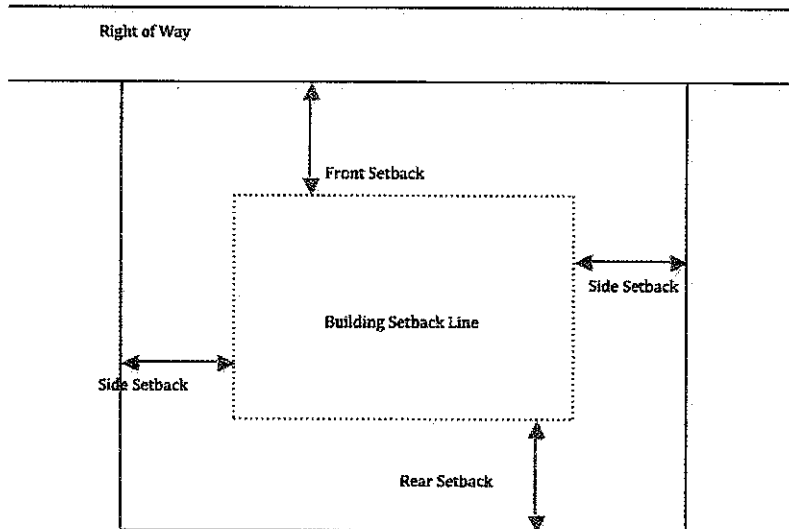 Right of Way
Front Setback
Side Setback
Building Setback Line
Side Setback
Rear Setback